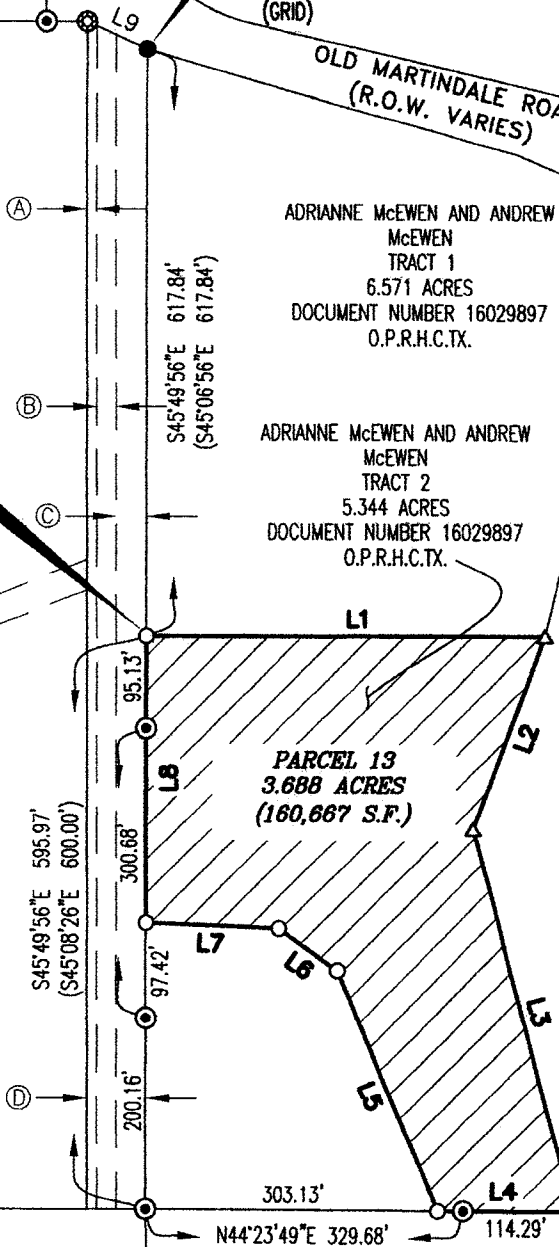 L9
(GRID)
OLD MARTINDALE ROA
(R.O.W. VARIES)
A
ADRIANNE McEWEN AND ANDREW
McEWEN
TRACT 1
6.571 ACRES
DOCUMENT NUMBER 16029897
O.P.R.H.C.TX.
S45°49'56"E 617.84'
(S45°06'56"E 617.84')
B
ADRIANNE McEWEN AND ANDREW
McEWEN
TRACT 2
5.344 ACRES
DOCUMENT NUMBER 16029897
O.P.R.H.C.TX.
C
L1
95.13'
L2
L8
PARCEL 13
3.688 ACRES
(160,667 S.F.)
300.68'
S45°49'56"E 595.97'
(S45°08'26"E 600.00')
L7
L6
97.42'
L3
L5
D
200.16'
303.13'
L4
N44°23'49"E 329.68'
114.29'